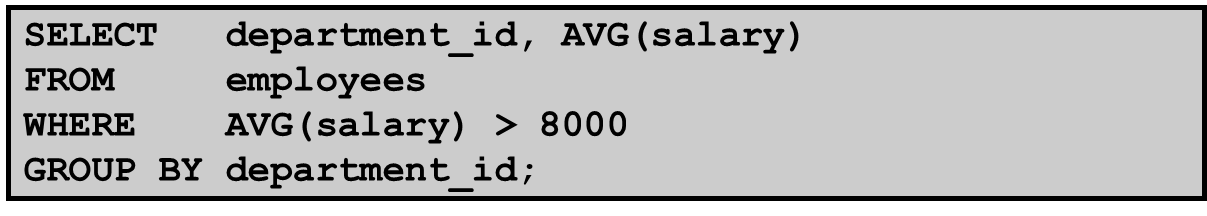 SELECT   department_id, AVG(salary)
FROM     employees
WHERE    AVG(salary) > 8000
GROUP BY department_id;